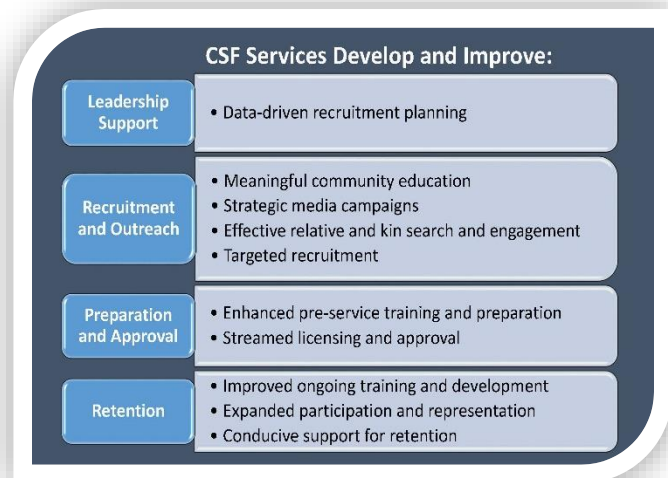 CSF Services Develop and Improve:
Leadership
Support
• Data-driven recruitment planning
Recruitment
and Outreach
• Meaningful community education
• Strategic media campaigns
• Effective relative and kin search and engagement
• Targeted recruitment
Preparation
and Approval
• Enhanced pre-service training and preparation
• Streamed licensing and approval
Retention
• Improved ongoing training and development
• Expanded participation and representation
• Conducive support for retention